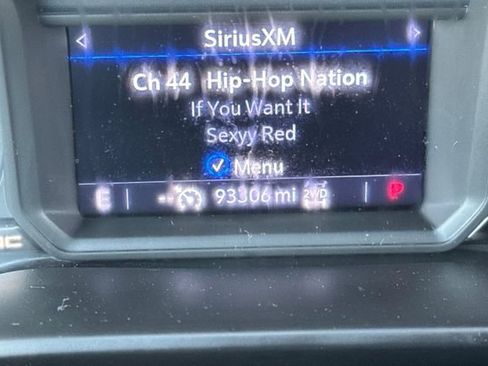 < SiriusXM >
Ch 44 Hip-Hop Nation
If You Want It
Sexyy Red
✓ Menu
E 93306 mi 2WD P